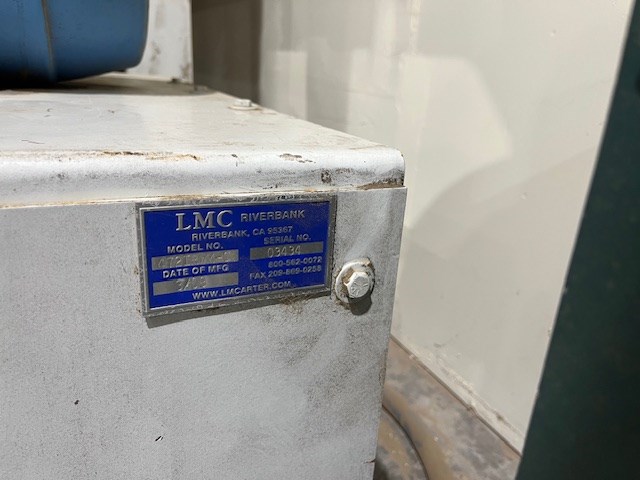 LMC RIVERBANK
RIVERBANK, CA 95367
MODEL NO. SERIAL NO.
03434
DATE OF MFG 800-562-0072
FAX 209-869-0258
WWW.LMCARTER.COM